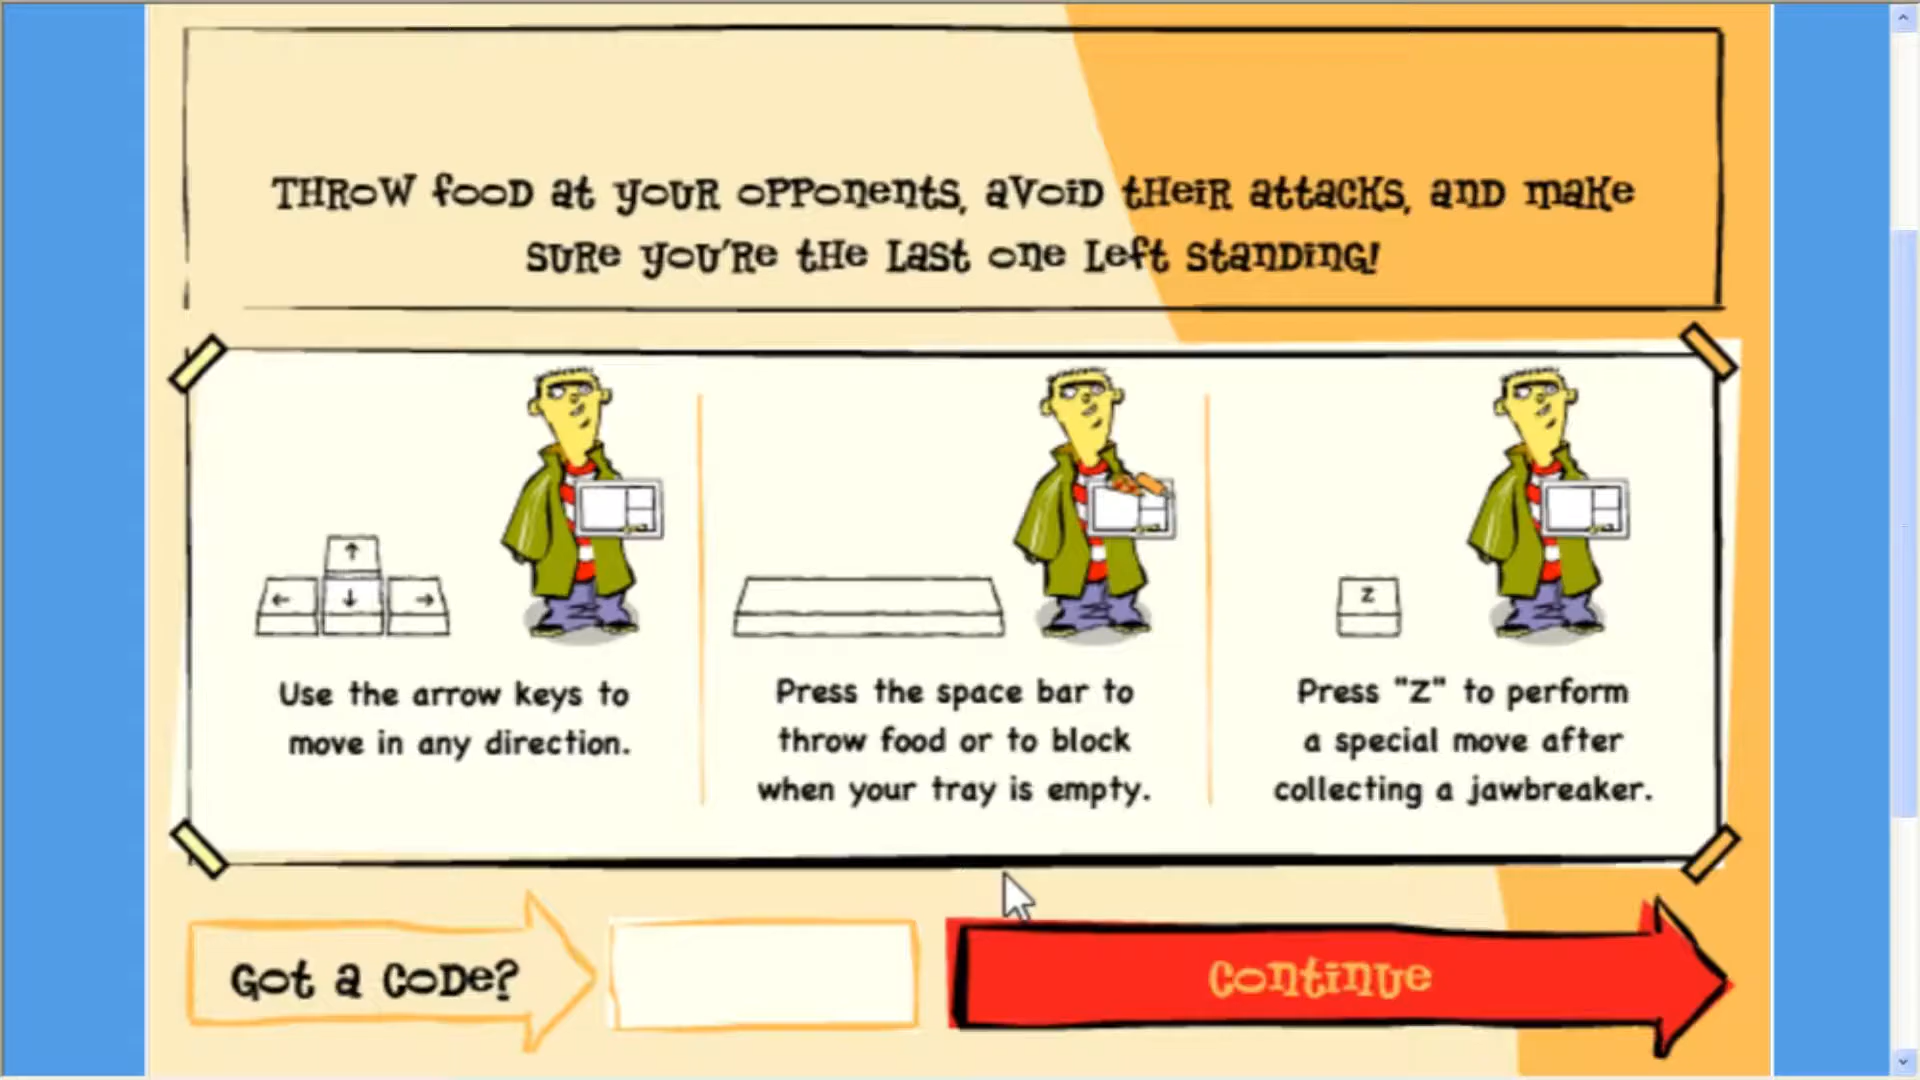 THROW food at your opponents, avoid their attacks, and make
sure you're the last one left standing!
↑
← ↓ →
z
Use the arrow keys to
move in any direction.
Press the space bar to
throw food or to block
when your tray is empty.
Press "Z" to perform
a special move after
collecting a jawbreaker.
Got a code?
Continue